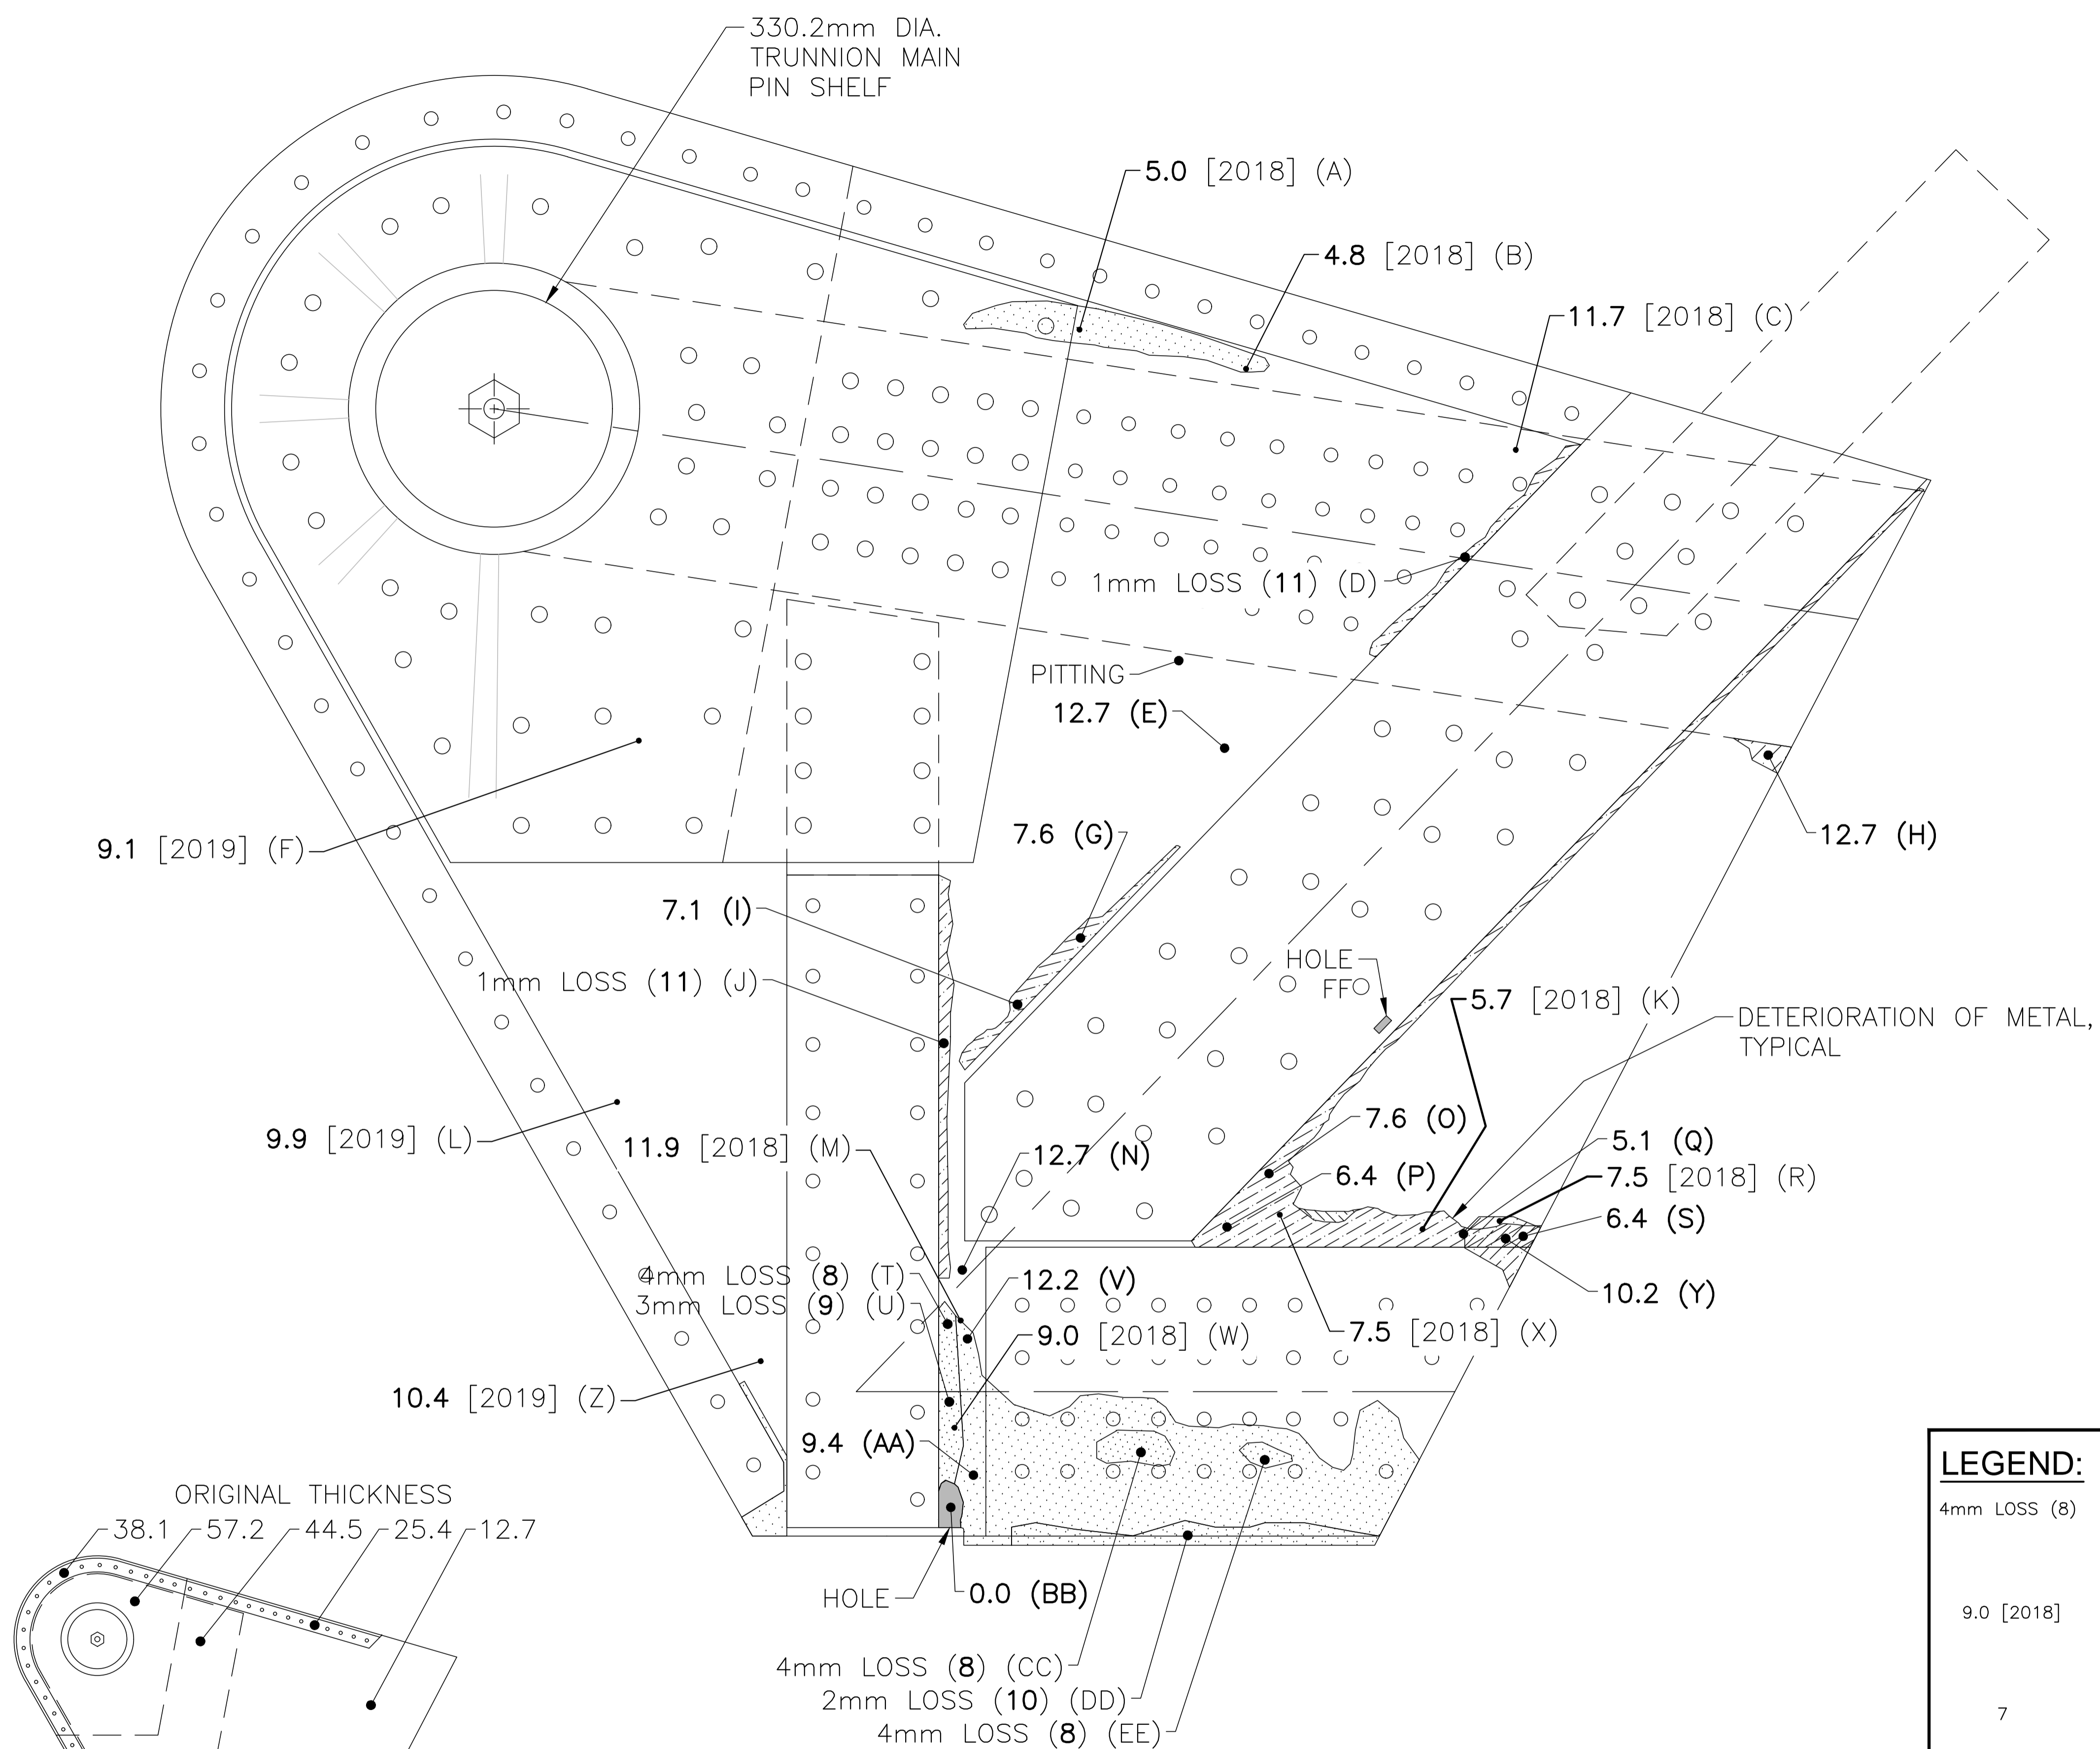 330.2mm DIA.
TRUNNION MAIN
PIN SHELF
5.0 [2018] (A)
4.8 [2018] (B)
11.7 [2018] (C)
1mm LOSS (11) (D)
PITTING
12.7 (E)
9.1 [2019] (F)
7.6 (G)
12.7 (H)
7.1 (I)
1mm LOSS (11) (J)
HOLE
FF
5.7 [2018] (K)
DETERIORATION OF METAL,
TYPICAL
9.9 [2019] (L)
11.9 [2018] (M)
12.7 (N)
7.6 (O)
6.4 (P)
5.1 (Q)
7.5 [2018] (R)
6.4 (S)
4mm LOSS (8) (T)
3mm LOSS (9) (U)
12.2 (V)
9.0 [2018] (W)
7.5 [2018] (X)
10.2 (Y)
10.4 [2019] (Z)
9.4 (AA)
HOLE
0.0 (BB)
4mm LOSS (8) (CC)
2mm LOSS (10) (DD)
4mm LOSS (8) (EE)
ORIGINAL THICKNESS
38.1 57.2 44.5 25.4 12.7
LEGEND:
4mm LOSS (8)
9.0 [2018]
7